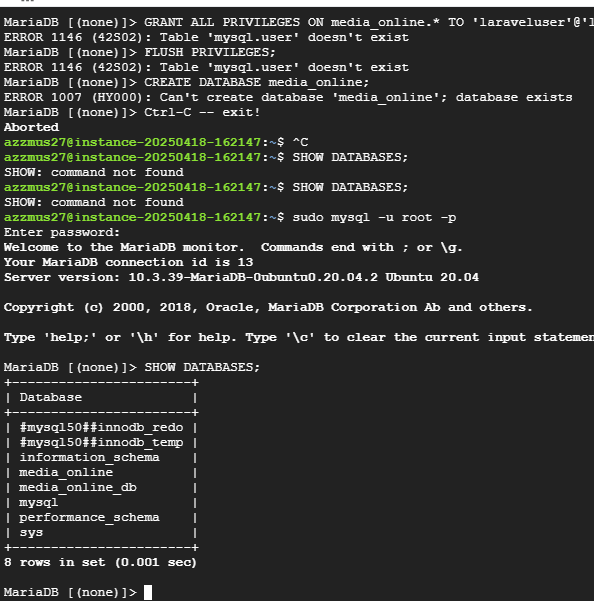 MariaDB [(none)]> GRANT ALL PRIVILEGES ON media_online.* TO 'laraveluser'@'l
ERROR 1146 (42S02): Table 'mysql.user' doesn't exist
MariaDB [(none)]> FLUSH PRIVILEGES;
ERROR 1146 (42S02): Table 'mysql.user' doesn't exist
MariaDB [(none)]> CREATE DATABASE media_online;
ERROR 1007 (HY000): Can't create database 'media_online'; database exists
MariaDB [(none)]> Ctrl-C -- exit!
Aborted
azzmus27@instance-20250418-162147:~$ ^C
azzmus27@instance-20250418-162147:~$ SHOW DATABASES;
SHOW: command not found
azzmus27@instance-20250418-162147:~$ SHOW DATABASES;
SHOW: command not found
azzmus27@instance-20250418-162147:~$ sudo mysql -u root -p
Enter password:
Welcome to the MariaDB monitor.  Commands end with ; or \g.
Your MariaDB connection id is 13
Server version: 10.3.39-MariaDB-0ubuntu0.20.04.2 Ubuntu 20.04

Copyright (c) 2000, 2018, Oracle, MariaDB Corporation Ab and others.

Type 'help;' or '\h' for help. Type '\c' to clear the current input statemen

MariaDB [(none)]> SHOW DATABASES;
+-----------------------+
| Database              |
+-----------------------+
| #mysql50##innodb_redo |
| #mysql50##innodb_temp |
| information_schema    |
| media_online          |
| media_online_db       |
| mysql                 |
| performance_schema    |
| sys                   |
+-----------------------+
8 rows in set (0.001 sec)

MariaDB [(none)]>